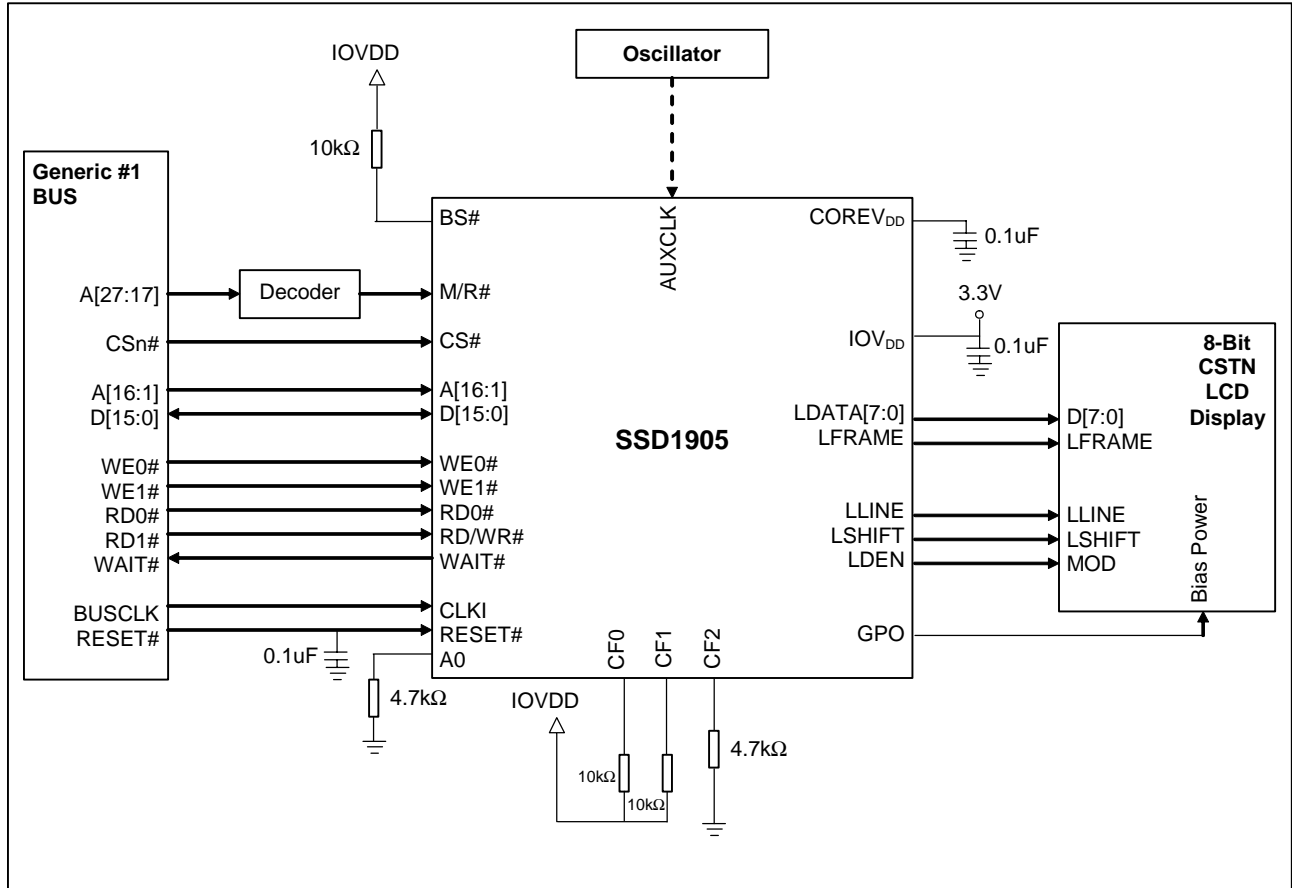 IOVDD
Oscillator
10kΩ
Generic #1
BUS
BS#
AUXCLK
COREVDD
0.1uF
A[27:17]
Decoder
M/R#
3.3V
CSn#
CS#
IOVDD
0.1uF
8-Bit
CSTN
LCD
Display
A[16:1]
A[16:1]
D[15:0]
D[15:0]
SSD1905
LDATA[7:0]
D[7:0]
LFRAME
LFRAME
WE0#
WE0#
WE1#
WE1#
RD0#
RD0#
RD1#
RD/WR#
WAIT#
WAIT#
LLINE
LLINE
LSHIFT
LSHIFT
LDEN
MOD
Bias Power
BUSCLK
CLKI
RESET#
RESET#
GPO
0.1uF
A0
CF0
CF1
CF2
4.7kΩ
IOVDD
10kΩ
10kΩ
4.7kΩ